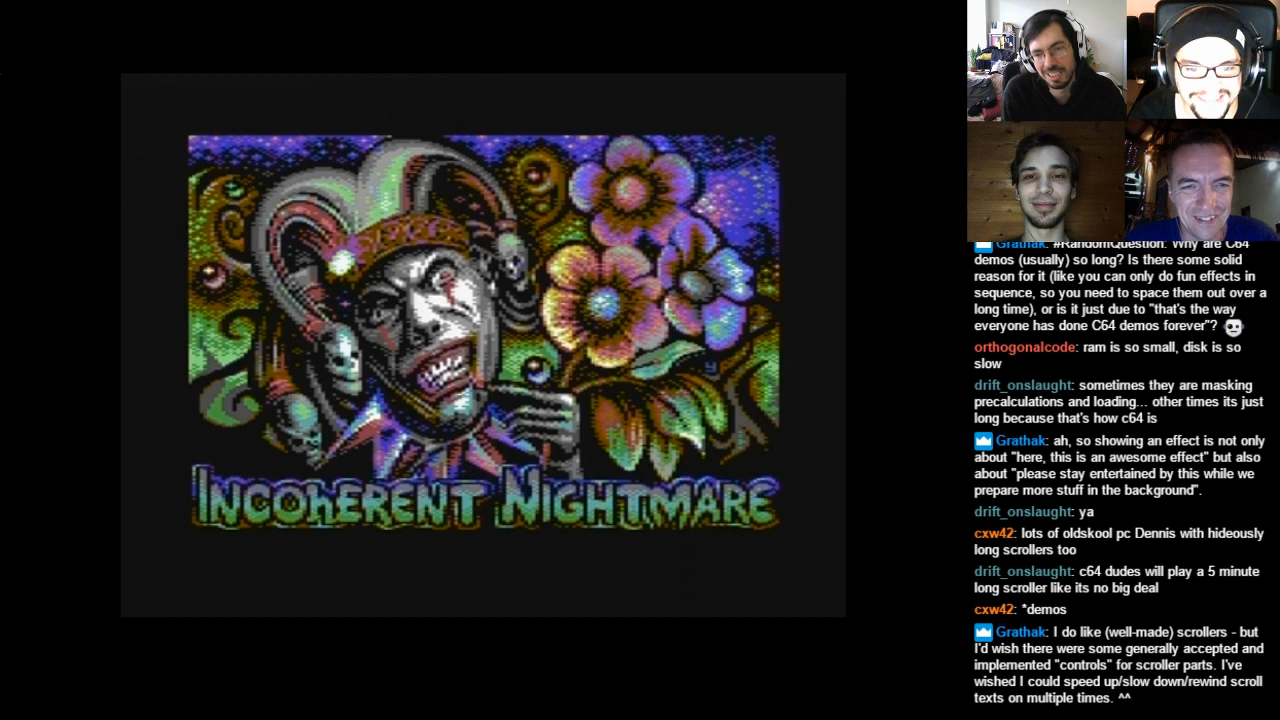 INCOHERENT NIGHTMARE
Grathak: #RandomQuestion: Why are C64
demos (usually) so long? Is there some solid
reason for it (like you can only do fun effects in
sequence, so you need to space them out over a
long time), or is it just due to "that's the way
everyone has done C64 demos forever"?
orthogonalcode: ram is so small, disk is so
slow
drift_onslaught: sometimes they are masking
precalculations and loading... other times its just
long because that's how c64 is
Grathak: ah, so showing an effect is not only
about "here, this is an awesome effect" but also
about "please stay entertained by this while we
prepare more stuff in the background".
drift_onslaught: ya
cxw42: lots of oldskool pc Dennis with hideously
long scrollers too
drift_onslaught: c64 dudes will play a 5 minute
long scroller like its no big deal
cxw42: *demos
Grathak: I do like (well-made) scrollers - but
I'd wish there were some generally accepted and
implemented "controls" for scroller parts. I've
wished I could speed up/slow down/rewind scroll
texts on multiple times. ^^